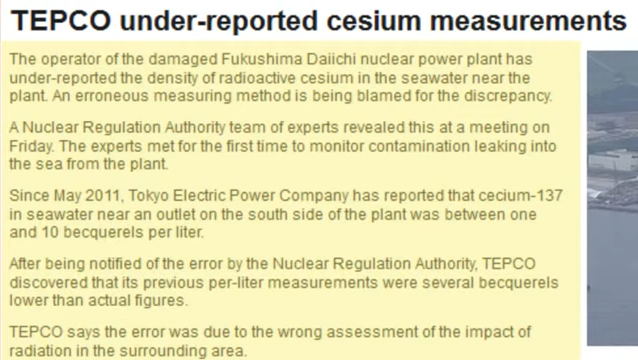 TEPCO under-reported cesium measurements
The operator of the damaged Fukushima Daiichi nuclear power plant has
under-reported the density of radioactive cesium in the seawater near the
plant. An erroneous measuring method is being blamed for the discrepancy.
A Nuclear Regulation Authority team of experts revealed this at a meeting on
Friday. The experts met for the first time to monitor contamination leaking into
the sea from the plant.
Since May 2011, Tokyo Electric Power Company has reported that cecium-137
in seawater near an outlet on the south side of the plant was between one
and 10 becquerels per liter.
After being notified of the error by the Nuclear Regulation Authority, TEPCO
discovered that its previous per-liter measurements were several becquerels
lower than actual figures.
TEPCO says the error was due to the wrong assessment of the impact of
radiation in the surrounding area.